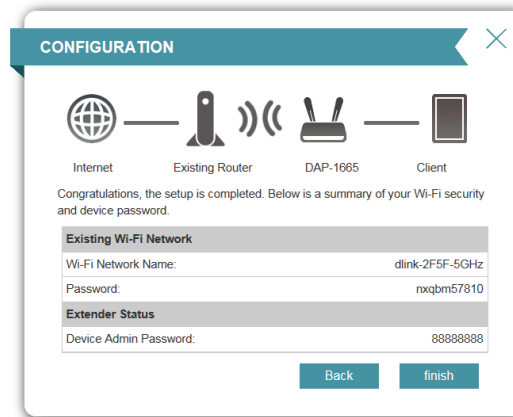 CONFIGURATION
Internet Existing Router DAP-1665 Client
Congratulations, the setup is completed. Below is a summary of your Wi-Fi security
and device password.
Existing Wi-Fi Network
Wi-Fi Network Name: dlink-2F5F-5GHz
Password: nxqbm57810
Extender Status
Device Admin Password: 88888888
Back finish